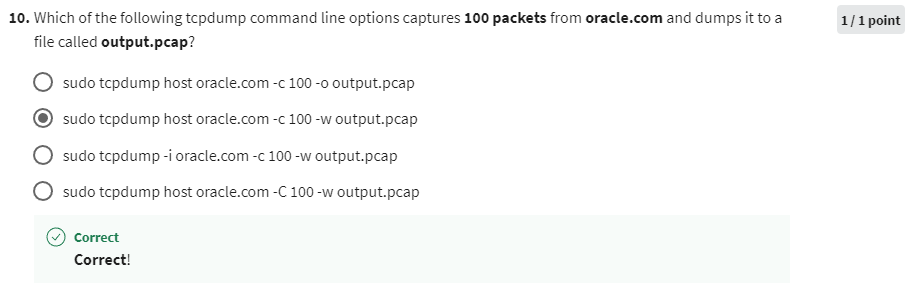 10. Which of the following tcpdump command line options captures 100 packets from oracle.com and dumps it to a
1 / 1 point
file called output.pcap?
sudo tcpdump host oracle.com -c 100 -o output.pcap
sudo tcpdump host oracle.com -c 100 -w output.pcap
sudo tcpdump -i oracle.com -c 100 -w output.pcap
sudo tcpdump host oracle.com -C 100 -w output.pcap
Correct
Correct!